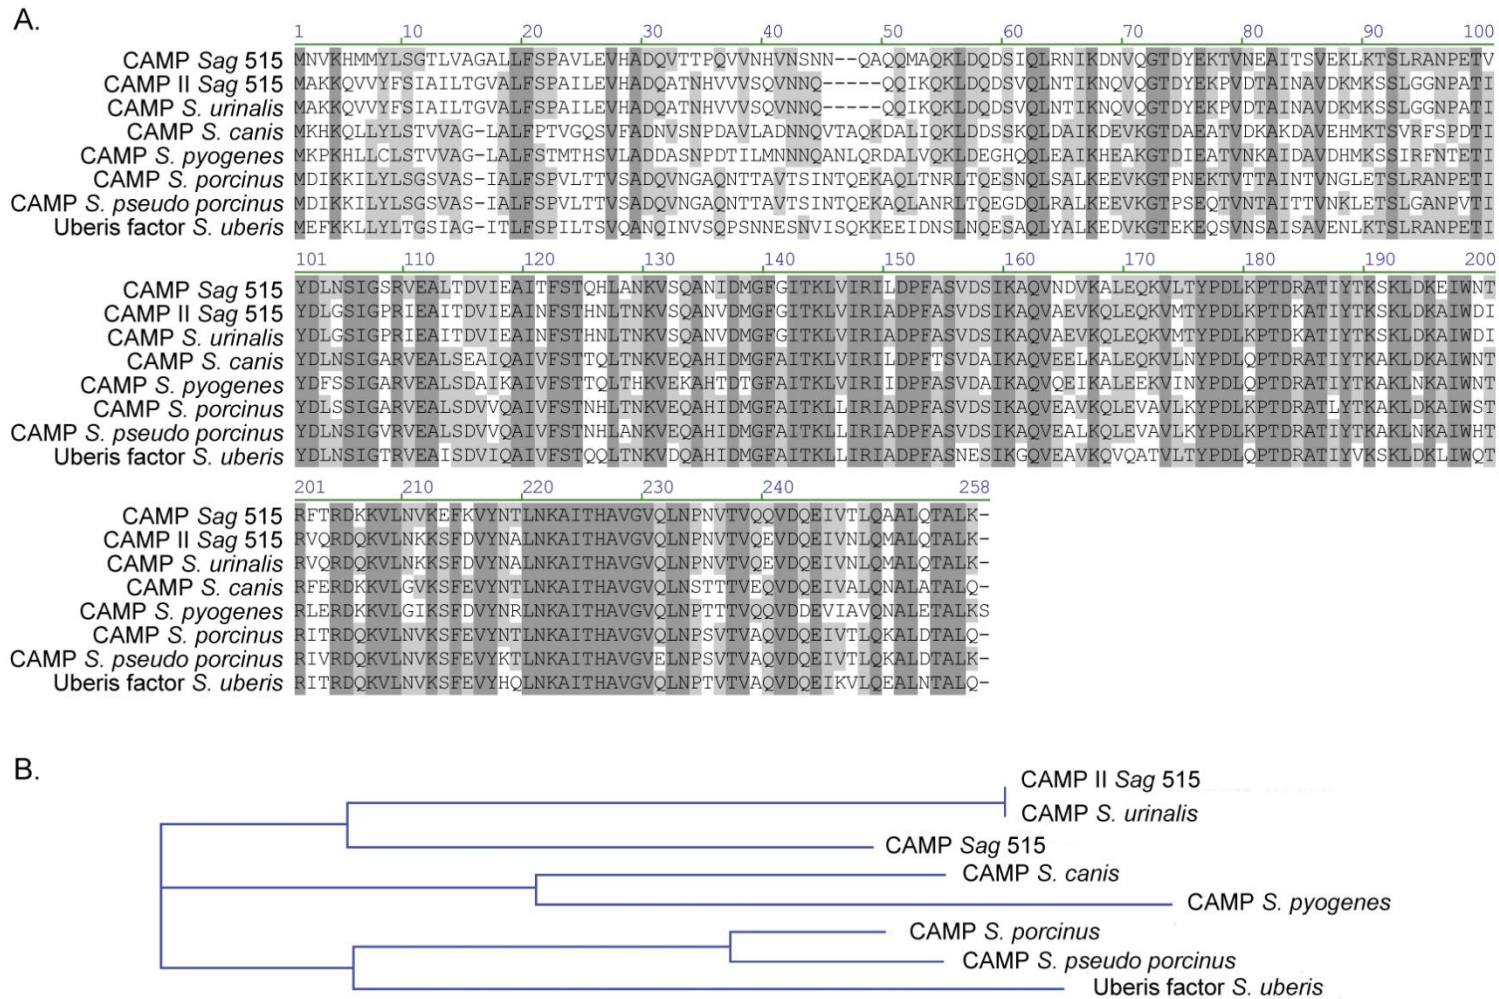 A.
1 10 20 30 40 50 60 70 80 90 100
CAMP Sag 515 MNVKHMMYLSGTLVAGALLFSPAVLEVHADQVTTPQVVNHVNSNN--QAQQMAQKLDQDSIQLRNIKDNVQGTDYEKTVNEAITSVEKLKTSLRANPETV
CAMP II Sag 515 MAKKQVVYFSIAILTGVALFSPAILEVHADQATNHVVVSQVNNQ-----QQIKQKLDQDSVQLNTIKNQVQGTDYEKPVDTAINAVDKMKSSLGGNPATI
CAMP S. urinalis MAKKQVVYFSIAILTGVALFSPAILEVHADQATNHVVVSQVNNQ-----QQIKQKLDQDSVQLNTIKNQVQGTDYEKPVDTAINAVDKMKSSLGGNPATI
CAMP S. canis MKHKQLLYLSTVVAG-LALFPTVGQSVFADNVSNPDAVLADNNQVTAQKDALIQKLDDSSKQLDAIKDEVKGTDAEATVDKAKDAVEHMKTSVRFSPDTI
CAMP S. pyogenes MKPKHLLCLSTVVAG-LALFSTMTHSVLADDASNPDTILMNNNQANLQRDALVQKLDEGHQQLEAIKHEAKGTDIEATVNKAIDAVDHMKSSIRFNTETI
CAMP S. porcinus MDIKKILYLSGSVAS-IALFSPVLTTVSADQVNGAQNTTAVTSINTQEKAQLTNRLTQESNQLSALKEEVKGTPNEKTVTTAINTVNGLETSLRANPETI
CAMP S. pseudo porcinus MDIKKILYLSGSVAS-IALFSPVLTTVSADQVNGAQNTTAVTSINTQEKAQLANRLTQEGDQLRALKEEVKGTPSEQTVNTAITTVNKLETSLGANPVTI
Uberis factor S. uberis MEFKKLLYLTGSIAG-ITLFSPILTSVQANQINVSQPSNNESNVISQKKEEIDNSLNQESAQLYALKEDVKGTEKEQSVNSAISAVENLKTSLRANPETI
101 110 120 130 140 150 160 170 180 190 200
CAMP Sag 515 YDLNSIGSRVEALTDVIEAITFSTQHLANKVSQANIDMGFGITKLVIRILDPFASVDSIKAQVNDVKALEQKVLTYPDLKPTDRATIYTKSKLDKEIWNT
CAMP II Sag 515 YDLGSIGPRIEAITDVIEAINFSTHNLTNKVSQANVDMGFGITKLVIRILDPFASVDSIKAQVAEVKQLEQKVMTYPDLKPTDKATIYTKSKLDKAIWDI
CAMP S. urinalis YDLGSIGPRIEAITDVIEAINFSTHNLTNKVSQANVDMGFGITKLVIRILDPFASVDSIKAQVAEVKQLEQKVMTYPDLKPTDKATIYTKSKLDKAIWDI
CAMP S. canis YDLNSIGARVEALSEAIQAIVFSTTQLTNKVEQAHIDMGFAITKLVIRILDPFTSVDAIKAQVEELKALEQKVLNYPDLQPTDRATIYTKAKLDKAIWNT
CAMP S. pyogenes YDFSSIGARVEALSDAIKAIVFSTTQLTHKVEKAHTDTGFAITKLVIRIIDPFASVDAIKAQVQEIKALEEKVINYPDLQPTDRATIYTKAKLNKAIWNT
CAMP S. porcinus YDLSSIGARVEALSDVVQAIVFSTNHLTNKVEQAHIDMGFAITKLLIRIADPFASVDSIKAQVEAVKQLEVAVLKYPDLKPTDRATLYTKAKLDKAIWST
CAMP S. pseudo porcinus YDLNSIGVRVEALSDVVQAIVFSTNHLANKVEQAHIDMGFAITKLLIRIADPFASVDSIKAQVEALKQLEVAVLKYPDLKPTDRATIYTKAKLNKAIWHT
Uberis factor S. uberis YDLNSIGTRVEAISDVIQAIVFSTQQLTNKVDQAHIDMGFAITKLLIRIADPFASNESIKGQVEAVKQVQATVLTYPDLQPTDRATIYVKSKLDKLIWQT
201 210 220 230 240 258
CAMP Sag 515 RFTRDKKVLNVKEFKVYNTLNKAITHAVGVQLNPNVTVQQVDQEIVTLQAALQTALK-
CAMP II Sag 515 RVQRDQKVLNKKSFDVYNALNKAITHAVGVQLNPNVTVQEVDQEIVNLQMALQTALK-
CAMP S. urinalis RVQRDQKVLNKKSFDVYNALNKAITHAVGVQLNPNVTVQEVDQEIVNLQMALQTALK-
CAMP S. canis RFERDKKVLGVKSFEVYNTLNKAITHAVGVQLNSTTTVEQVDQEIVALQNALATALQ-
CAMP S. pyogenes RLERDKKVLGIKSFDVYNRLNKAITHAVGVQLNPTTTVQQVDDEVIAVQNALETALKS
CAMP S. porcinus RITRDQKVLNVKSFEVYNTLNKAITHAVGVQLNPSVTVAQVDQEIVTLQKALDTALQ-
CAMP S. pseudo porcinus RIVRDQKVLNVKSFEVYKTLNKAITHAVGVELNPSVTVAQVDQEIVTLQKALDTALK-
Uberis factor S. uberis RITRDQKVLNVKSFEVYHQLNKAITHAVGVQLNPTVTVAQVDQEIKVLQEALNTALQ-
B.
CAMP II Sag 515
CAMP S. urinalis
CAMP Sag 515
CAMP S. canis
CAMP S. pyogenes
CAMP S. porcinus
CAMP S. pseudo porcinus
Uberis factor S. uberis